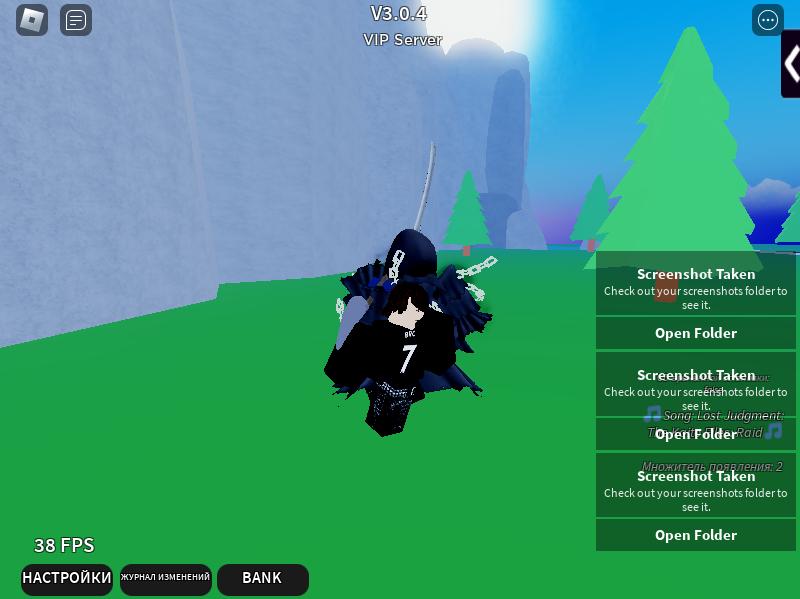 V3.0.4
VIP Server
Screenshot Taken
Check out your screenshots folder to
see it.
Open Folder
Screenshot Taken
Check out your screenshots folder to
see it.
Song: Lost Judgment:
Open Folder
Raid
Множитель появления: 2
Screenshot Taken
Check out your screenshots folder to
see it.
Open Folder
BRC
7
38 FPS
НАСТРОЙКИ
ЖУРНАЛ ИЗМЕНЕНИЙ
BANK